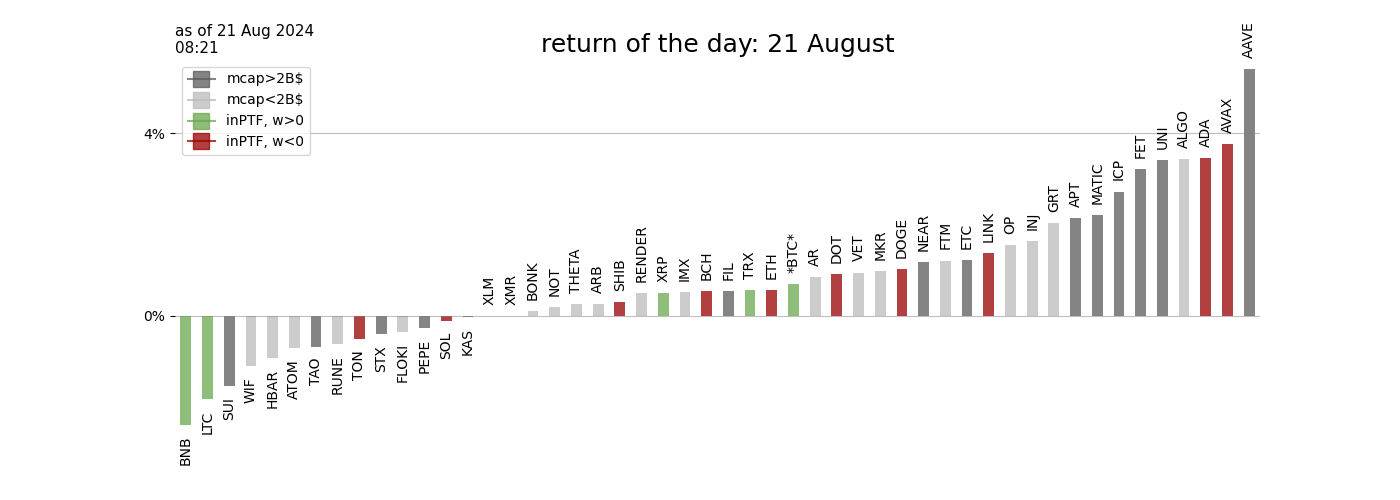 as of 21 Aug 2024
08:21
return of the day: 21 August
mcap>2B$
mcap<2B$
inPTF, w>0
inPTF, w<0
4%
0%
BNB
LTC
SUI
WIF
HBAR
ATOM
TAO
RUNE
TON
STX
FLOKI
PEPE
SOL
KAS
XLM
XMR
BONK
NOT
THETA
ARB
SHIB
RENDER
XRP
IMX
BCH
FIL
TRX
ETH
*BTC*
AR
DOT
VET
MKR
DOGE
NEAR
FTM
ETC
LINK
OP
INJ
GRT
APT
MATIC
ICP
FET
UNI
ALGO
ADA
AVAX
AAVE